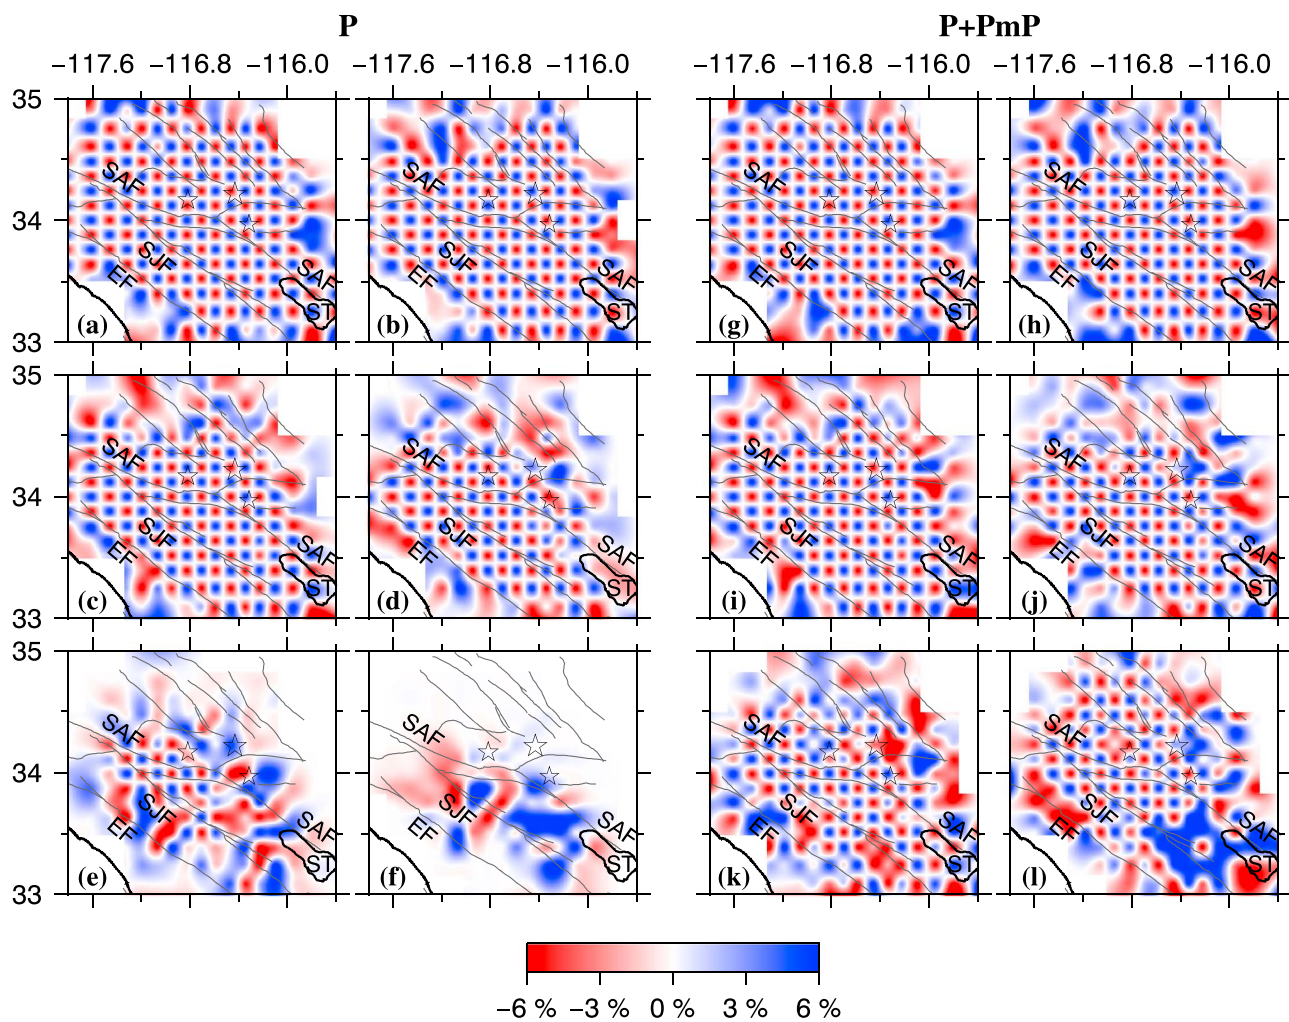 P P+PmP
−117.6 −116.8 −116.0 −117.6 −116.8 −116.0
−117.6 −116.8 −116.0 −117.6 −116.8 −116.0
35
34
33
SAF SJF EF SAF ST (a)
SAF SJF EF SAF ST (b)
SAF SJF EF SAF ST (g)
SAF SJF EF SAF ST (h)
35
34
33
SAF SJF EF SAF ST (c)
SAF SJF EF SAF ST (d)
SAF SJF EF SAF ST (i)
SAF SJF EF SAF ST (j)
35
34
33
SAF SJF EF SAF ST (e)
SAF SJF EF SAF ST (f)
SAF SJF EF SAF ST (k)
SAF SJF EF SAF ST (l)
−6 % −3 % 0 % 3 % 6 %